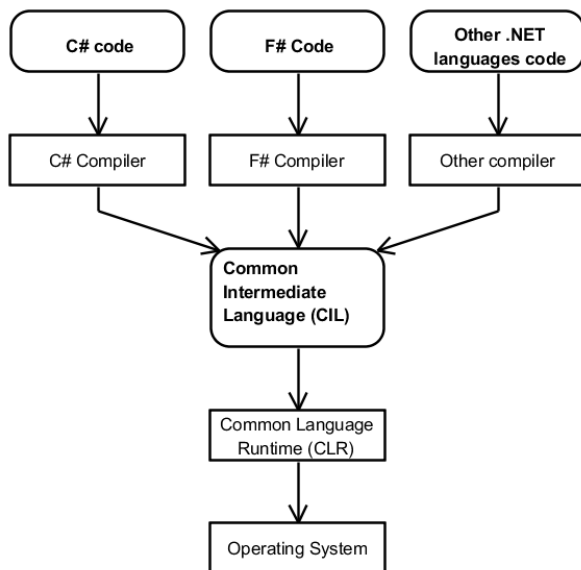 C# code
F# Code
Other .NET
languages code
C# Compiler
F# Compiler
Other compiler
Common
Intermediate
Language (CIL)
Common Language
Runtime (CLR)
Operating System